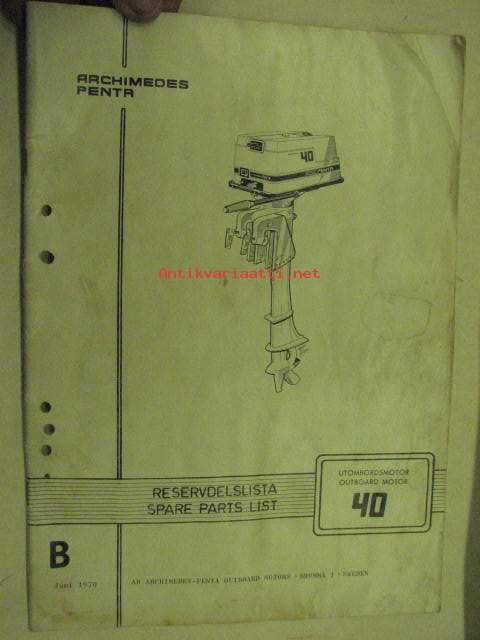 ARCHIMEDES
PENTA
40
PENTA
Antikvariaatti.net
RESERVDELSLISTA
SPARE PARTS LIST
UTOMBORDSMOTOR
OUTBOARD MOTOR
40
B
Juni 1970
AB ARCHIMEDES-PENTA OUTBOARD MOTORS · BROMMA 1 · SWEDEN